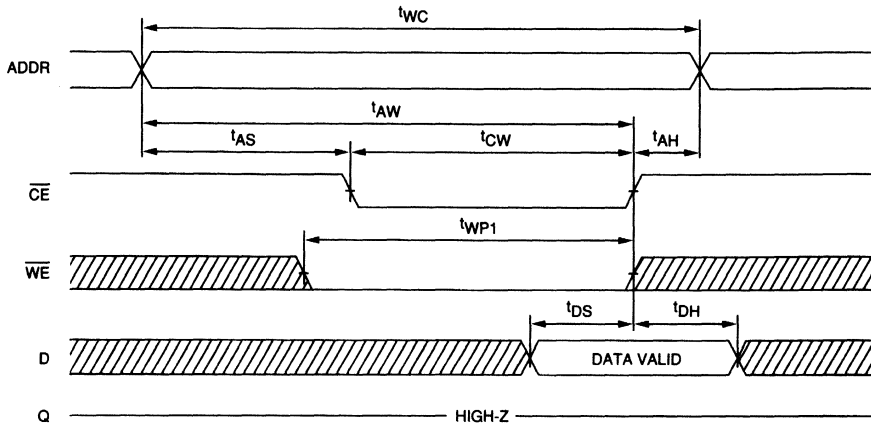 tWC
ADDR
tAW
tAS
tCW
tAH
CE
tWP1
WE
tDS
tDH
D
DATA VALID
Q
HIGH-Z